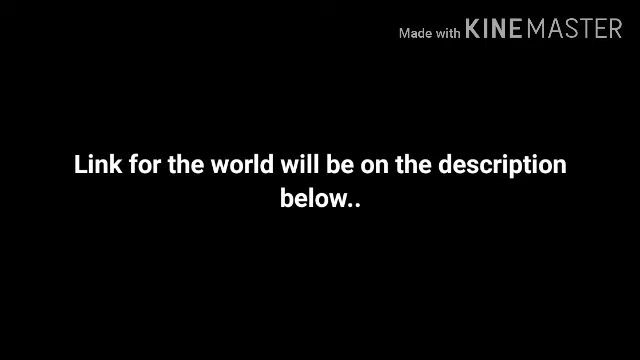 Made with KINEMASTER
Link for the world will be on the description
below..